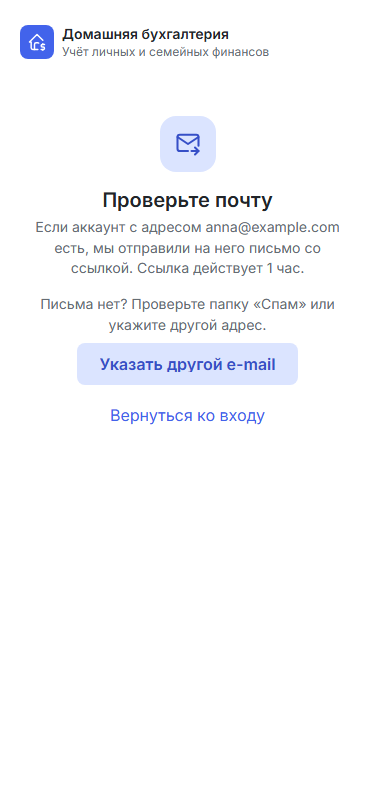 Домашняя бухгалтерия
Учёт личных и семейных финансов
Проверьте почту
Если аккаунт с адресом anna@example.com
есть, мы отправили на него письмо со
ссылкой. Ссылка действует 1 час.
Письма нет? Проверьте папку «Спам» или
укажите другой адрес.
Указать другой e-mail
Вернуться ко входу